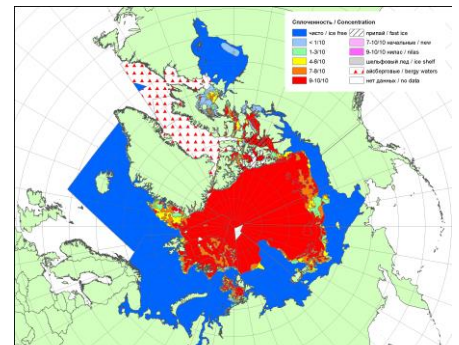 Сплоченность / Concentration
чисто / ice free
< 1/10
1-3/10
4-6/10
7-8/10
9-10/10
припай / fast ice
7-10/10 начальные / new
9-10/10 нилас / nilas
шельфовый лед / ice shelf
айсберговые / bergy waters
нет данных / no data